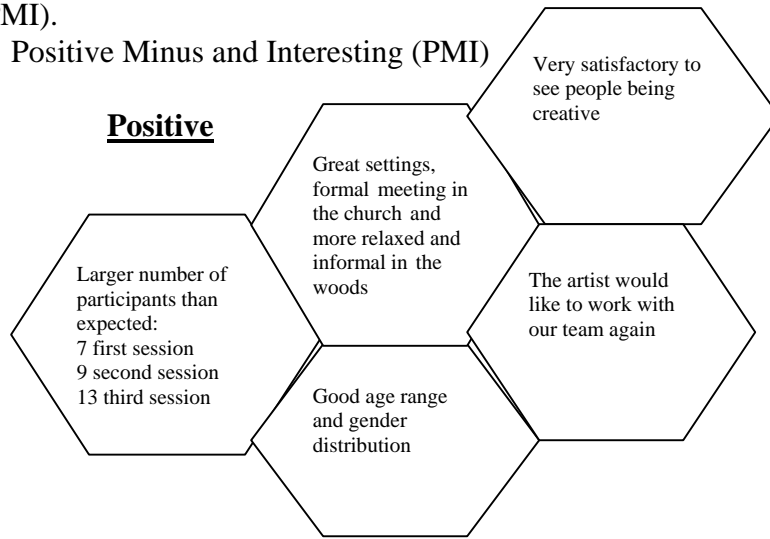 PMI).
Positive Minus and Interesting (PMI)
Positive
Very satisfactory to
see people being
creative
Great settings,
formal meeting in
the church and
more relaxed and
informal in the
woods
Larger number of
participants than
expected:
7 first session
9 second session
13 third session
The artist would
like to work with
our team again
Good age range
and gender
distribution